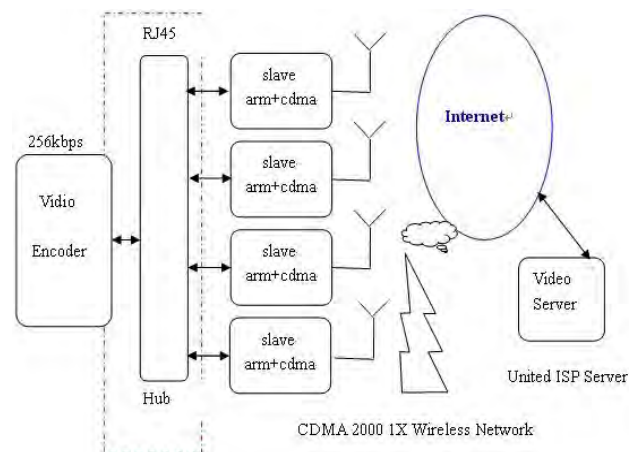 RJ45
256kbps
Vidio
Encoder
Hub
slave
arm+cdma
slave
arm+cdma
slave
arm+cdma
slave
arm+cdma
Internet↵
Video
Server
United ISP Server
CDMA 2000 1X Wireless Network